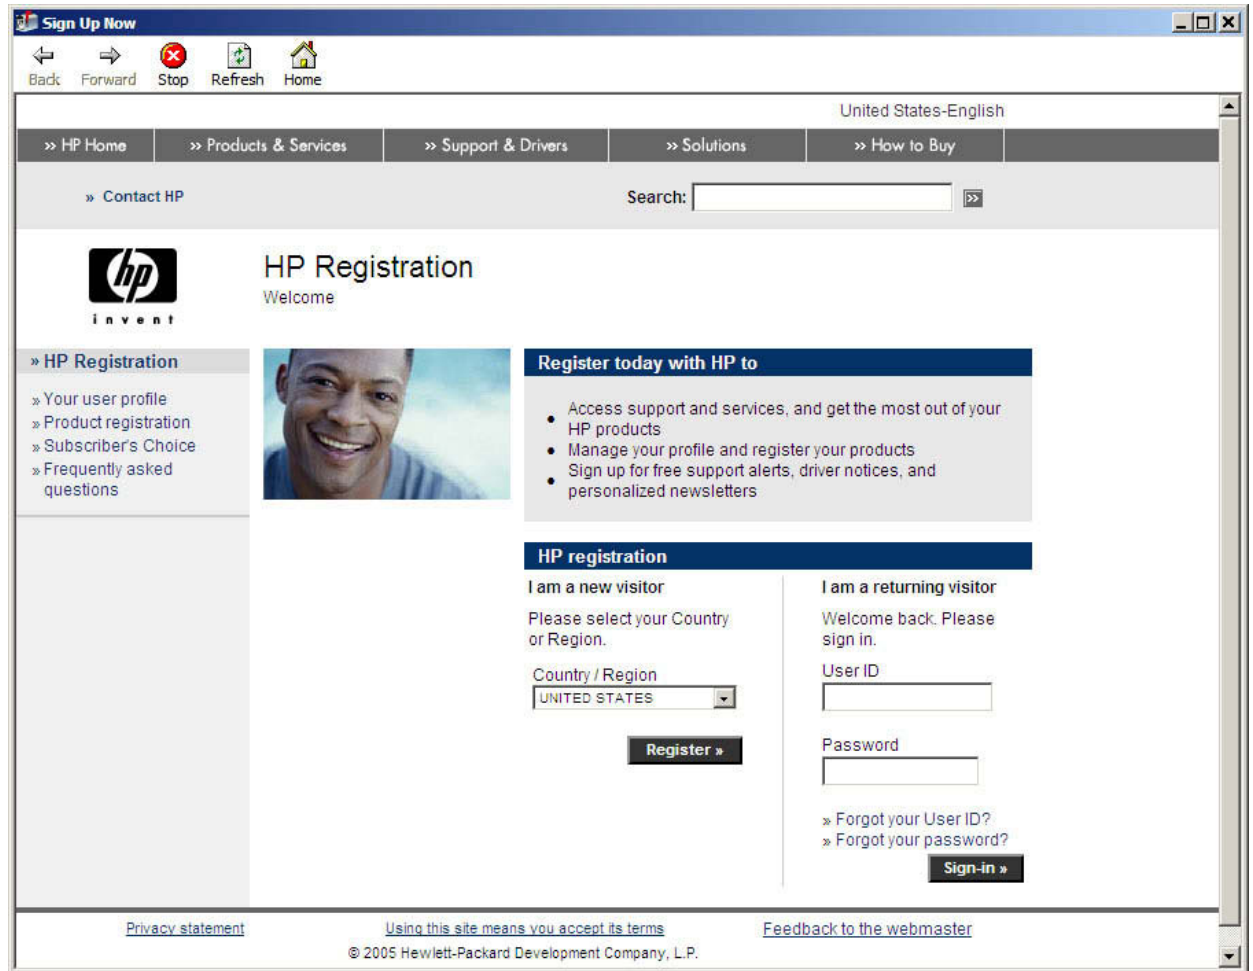 Sign Up Now
Back Forward Stop Refresh Home
United States-English
» HP Home » Products & Services » Support & Drivers » Solutions » How to Buy
» Contact HP
Search: »
hp
invent
HP Registration
Welcome
» HP Registration
» Your user profile
» Product registration
» Subscriber's Choice
» Frequently asked
questions
Register today with HP to
• Access support and services, and get the most out of your
HP products
• Manage your profile and register your products
• Sign up for free support alerts, driver notices, and
personalized newsletters
HP registration
I am a new visitor
Please select your Country
or Region.
Country / Region
UNITED STATES
Register »
I am a returning visitor
Welcome back. Please
sign in.
User ID
Password
» Forgot your User ID?
» Forgot your password?
Sign-in »
Privacy statement
Using this site means you accept its terms
Feedback to the webmaster
© 2005 Hewlett-Packard Development Company, L.P.